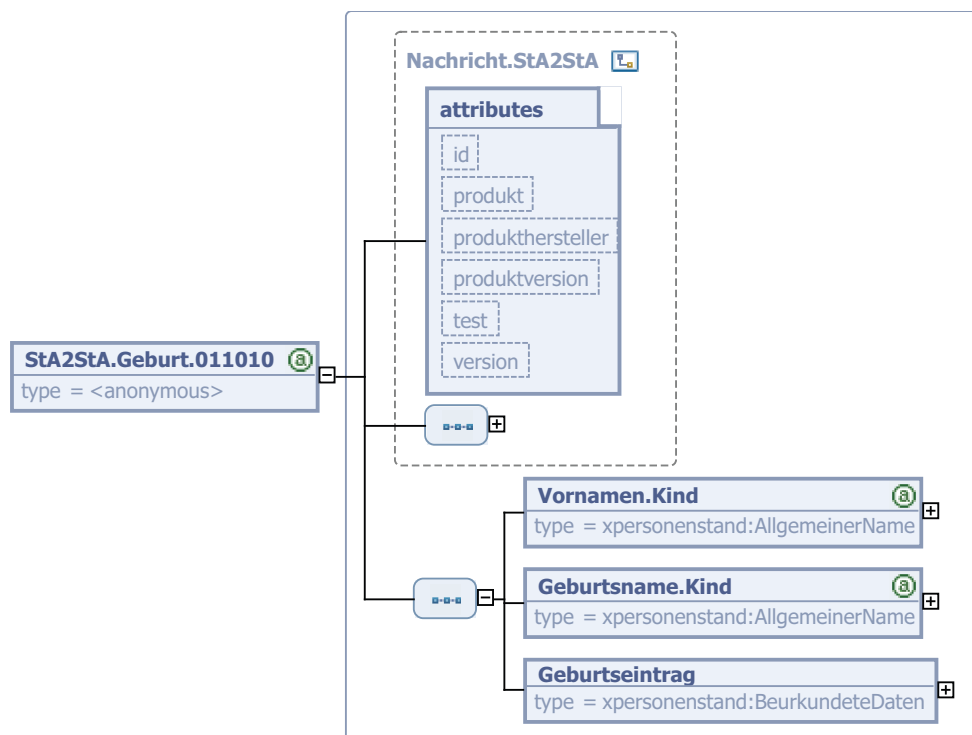 Nachricht.StA2StA
attributes
id
produkt
produkthersteller
produktversion
test
version
StA2StA.Geburt.011010 a
type = <anonymous>
Vornamen.Kind a
type = xpersonenstand:AllgemeinerName
Geburtsname.Kind a
type = xpersonenstand:AllgemeinerName
Geburtseintrag
type = xpersonenstand:BeurkundeteDaten